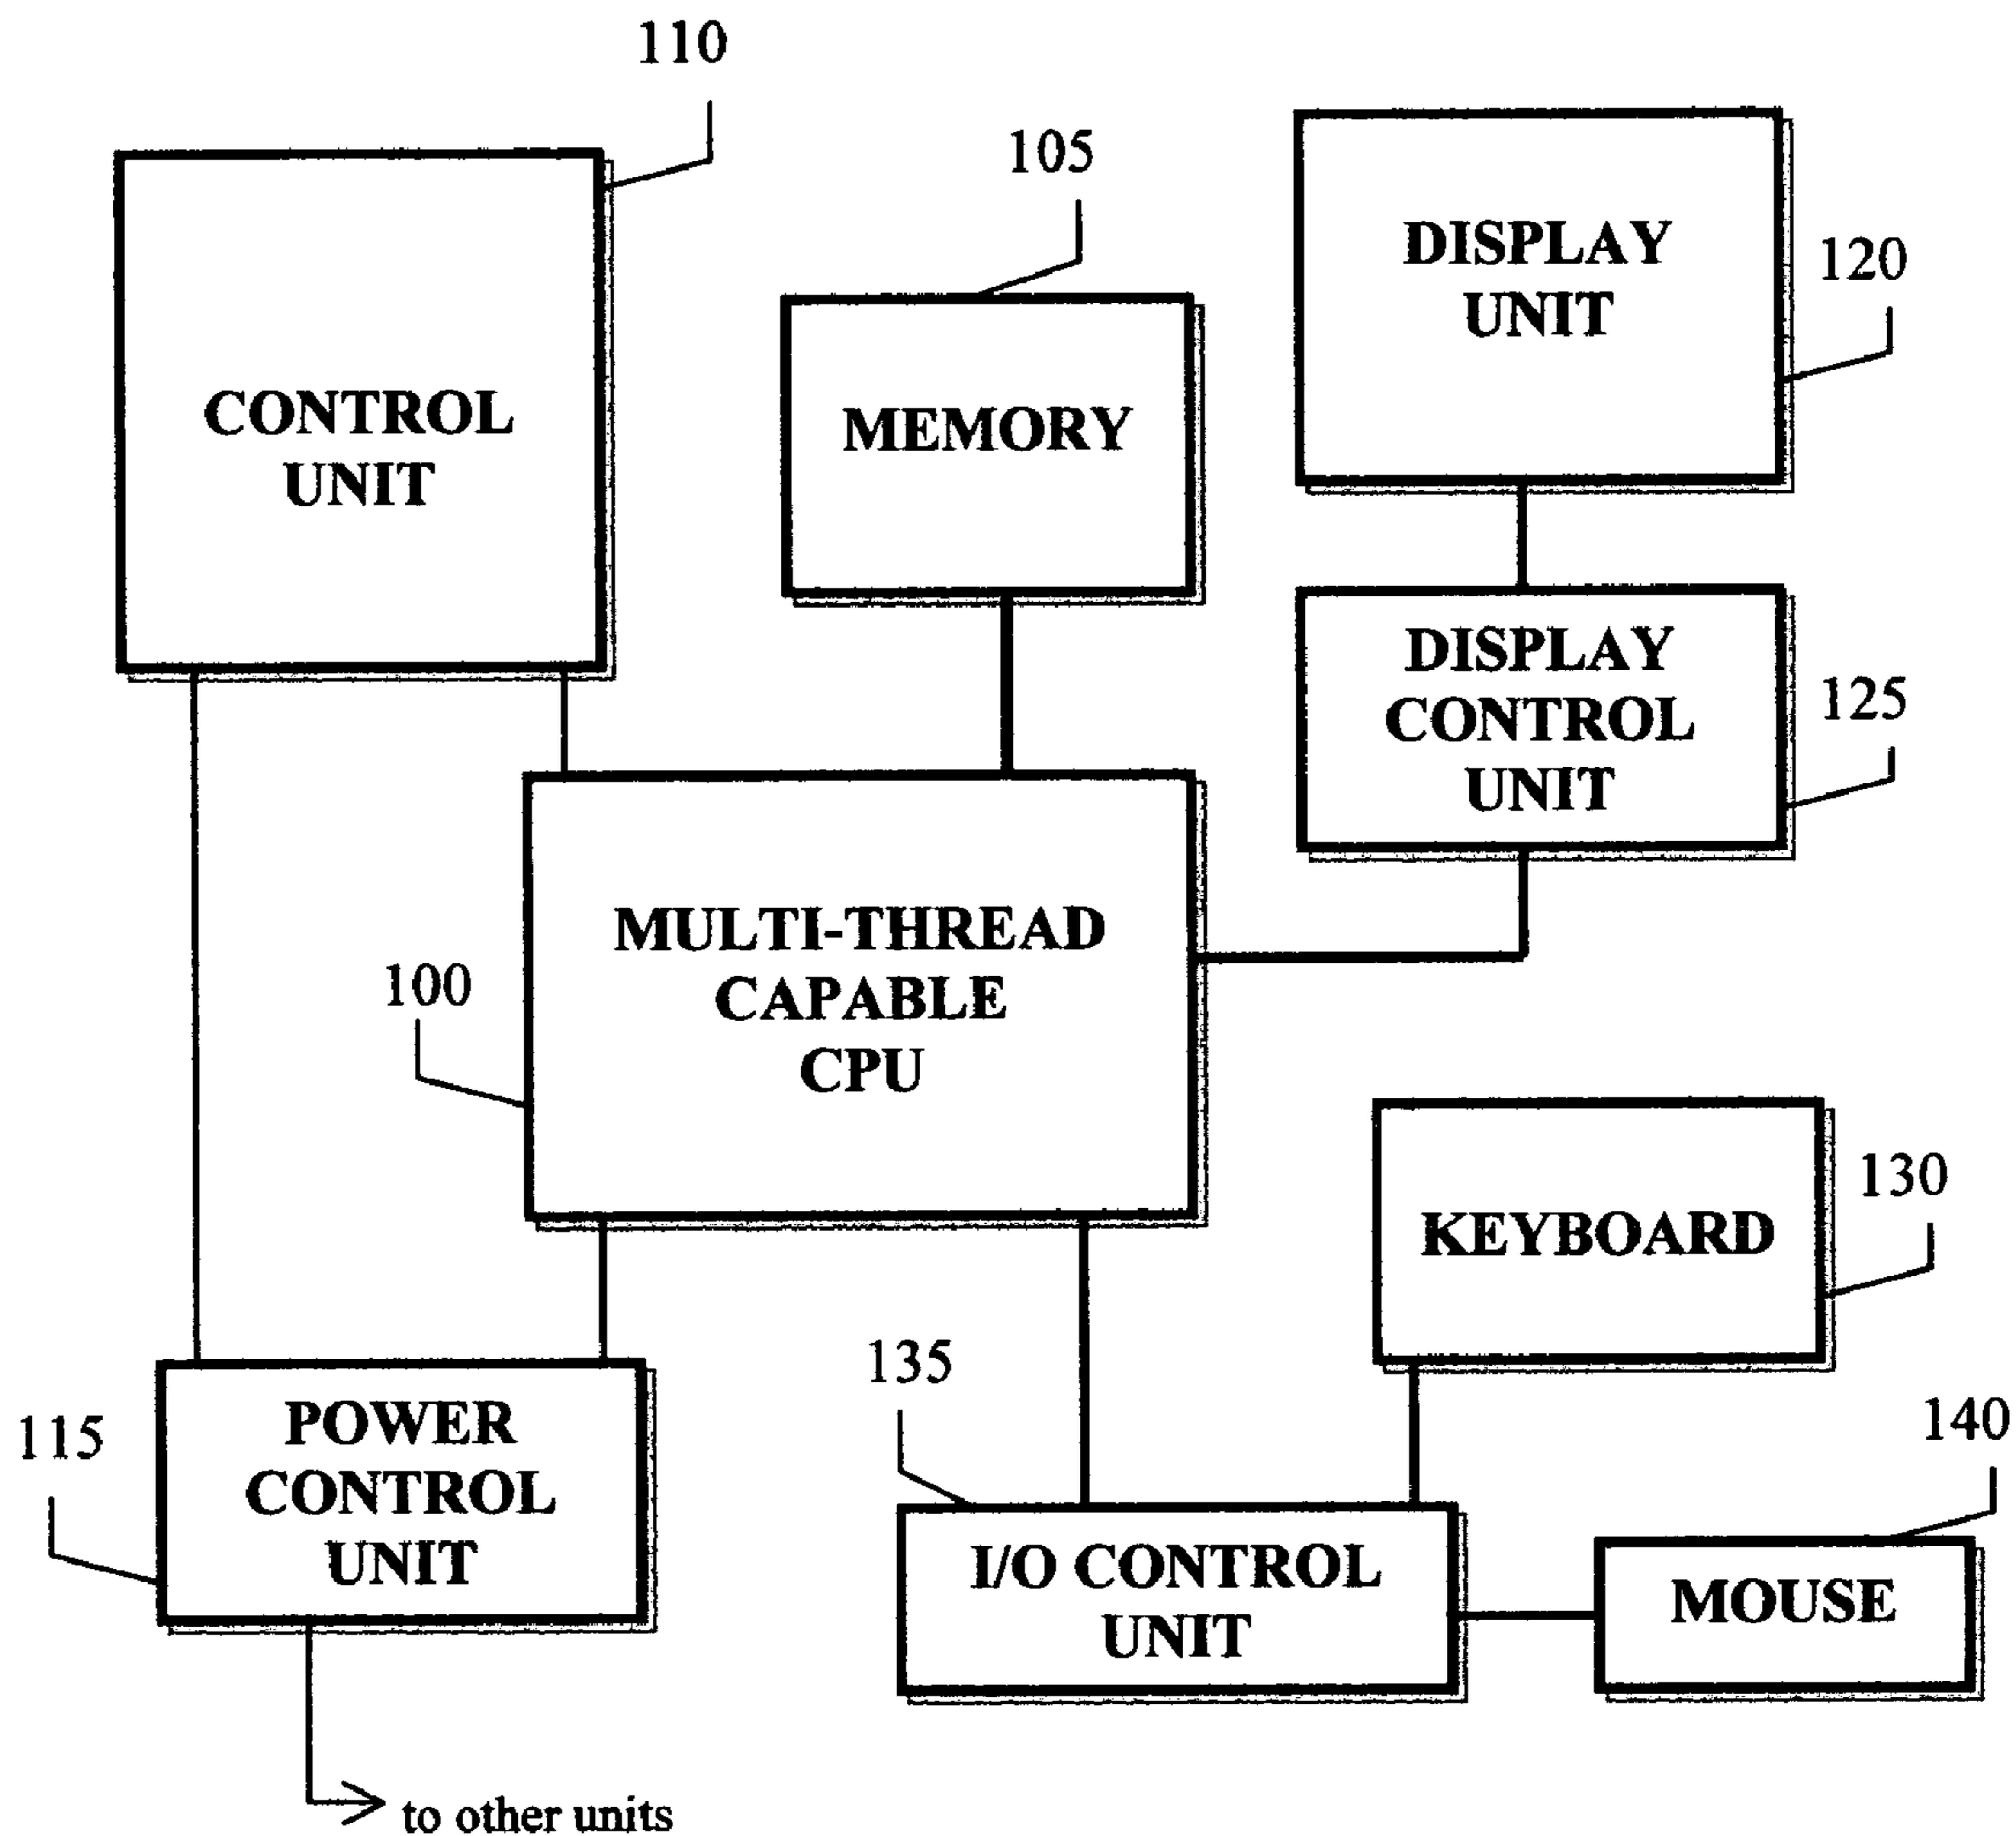 110
105
120
CONTROL
UNIT
MEMORY
DISPLAY
UNIT
DISPLAY
CONTROL
UNIT
125
100
MULTI-THREAD
CAPABLE
CPU
130
KEYBOARD
135
140
115
POWER
CONTROL
UNIT
I/O CONTROL
UNIT
MOUSE
to other units